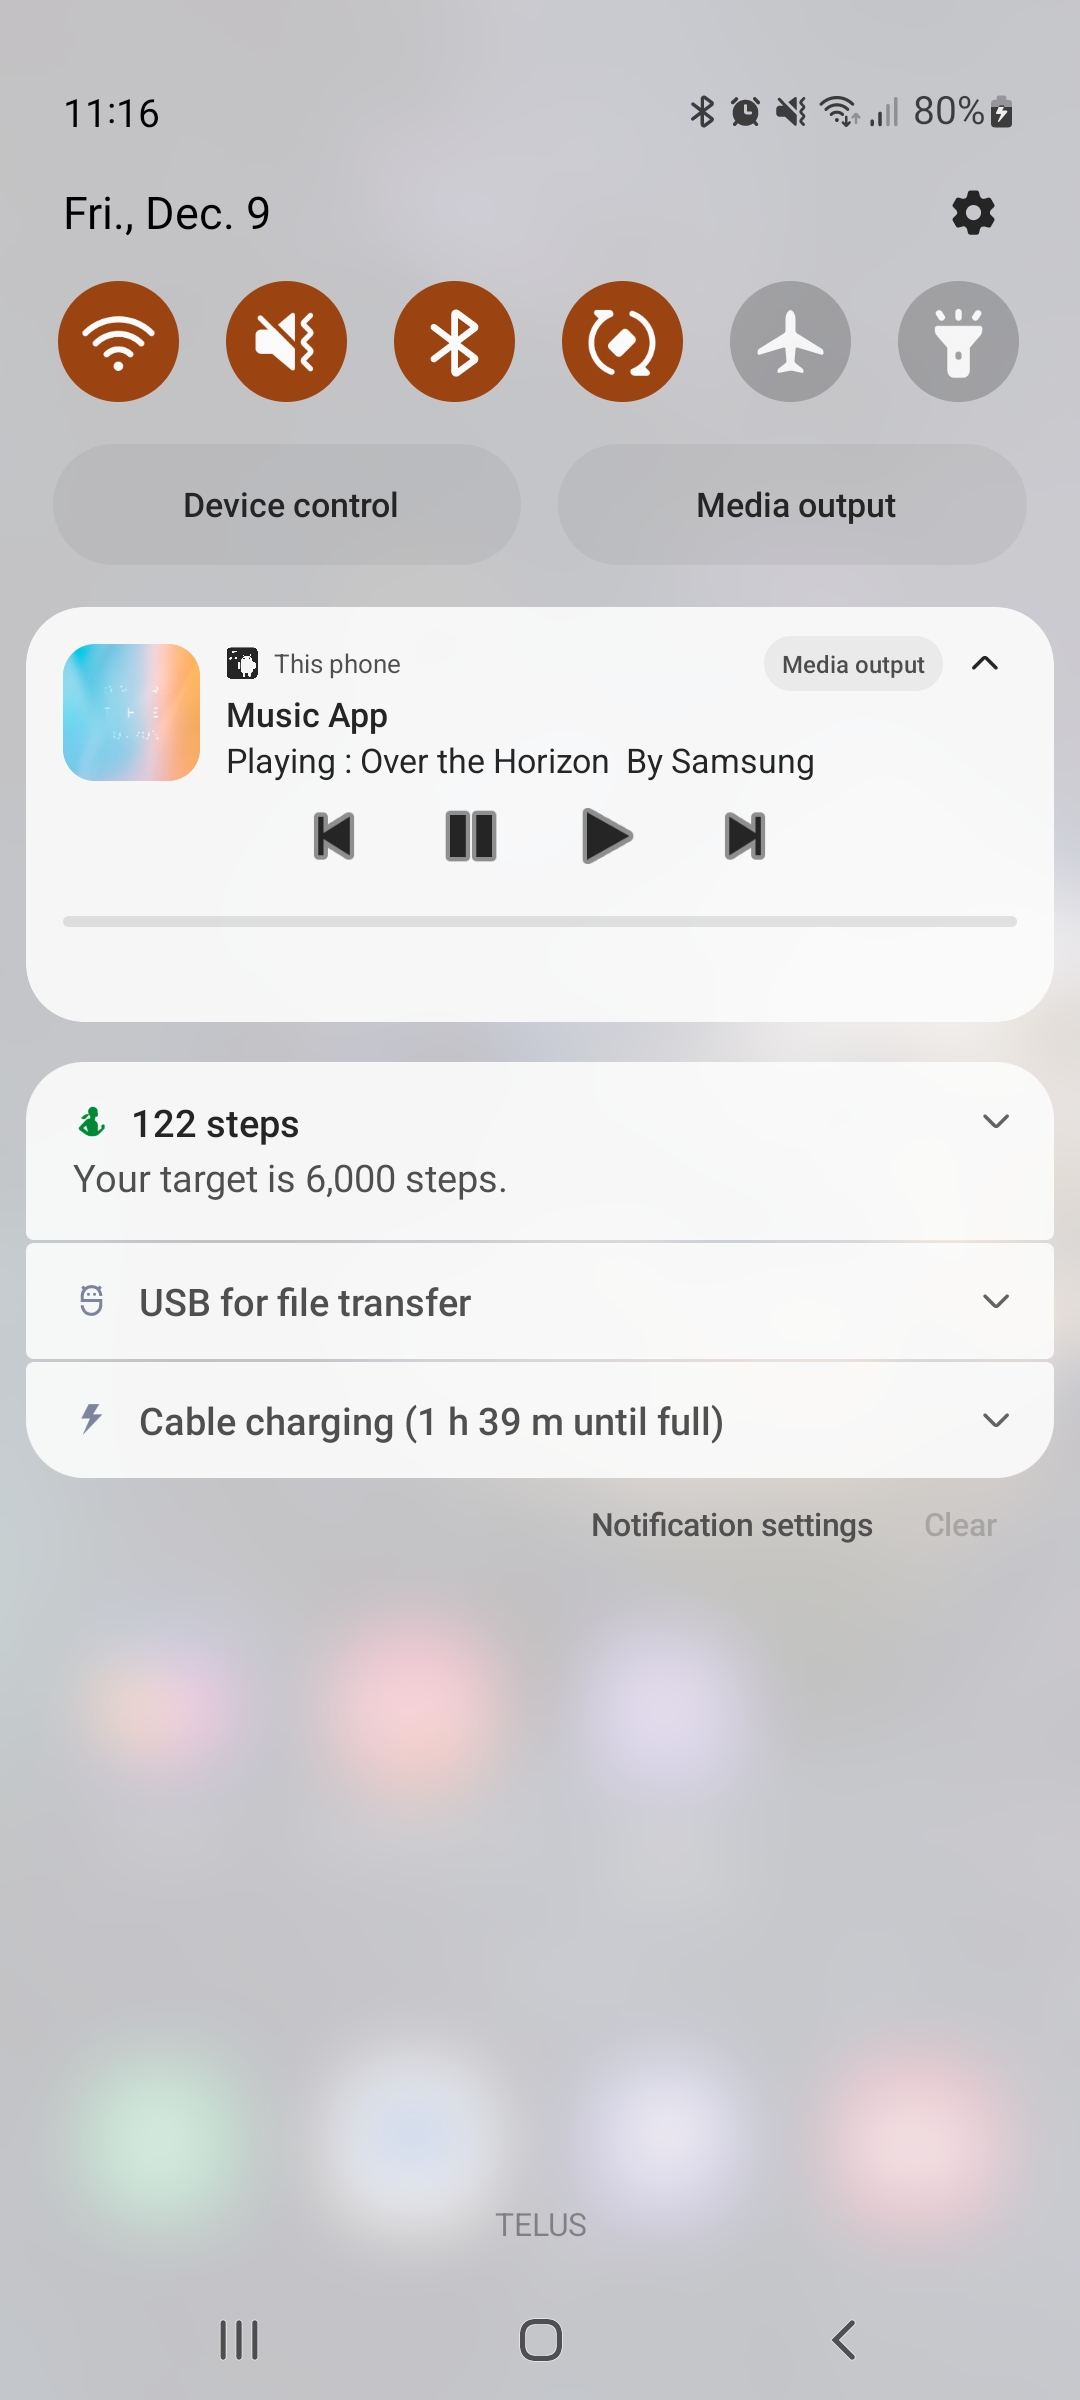 11:16
80%
Fri., Dec. 9
Device control
Media output
This phone
Media output
Music App
Playing : Over the Horizon  By Samsung
122 steps
Your target is 6,000 steps.
USB for file transfer
Cable charging (1 h 39 m until full)
Notification settings
Clear
TELUS